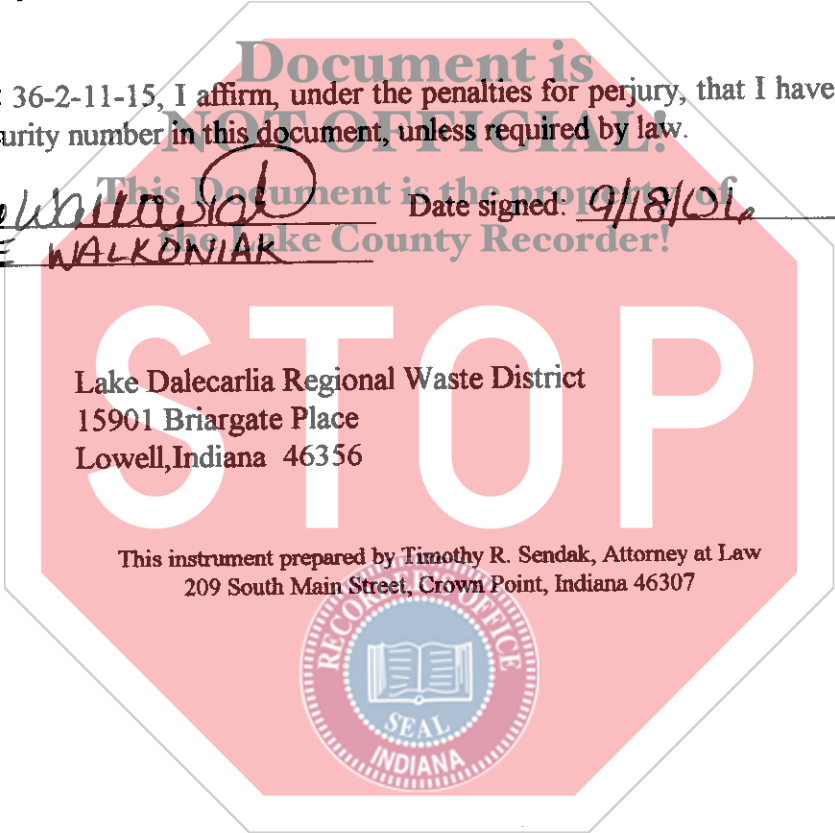 Document is
36-2-11-15, I affirm, under the penalties for perjury, that I have
NOT OFFICIAL!
urity number in this document, unless required by law.
This Document is the property of
Date signed: 9/18/06
the Lake County Recorder!
E WALKONIAK
STOP
Lake Dalecarlia Regional Waste District
15901 Briargate Place
Lowell,Indiana 46356
This instrument prepared by Timothy R. Sendak, Attorney at Law
209 South Main Street, Crown Point, Indiana 46307
RECORDER'S OFFICE
SEAL
INDIANA